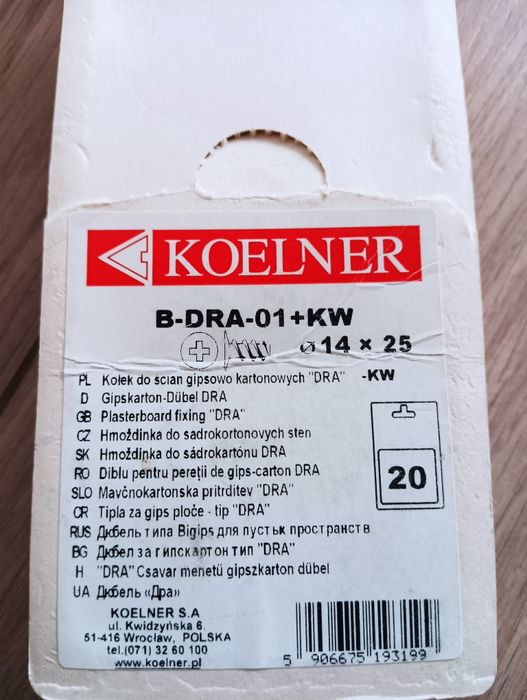 KOELNER
B-DRA-01+KW
ø 14 x 25
PL Kołek do ścian gipsowo kartonowych "DRA" -KW
D Gipskarton-Dübel DRA
GB Plasterboard fixing "DRA"
CZ Hmoždinka do sadrokortonovych sten
SK Hmoždinka do sádrokartónu DRA
RO Diblu pentru pereții de gips-carton DRA
SLO Mavčnokartonska pritrditev "DRA"
CR Tipla za gips ploče - tip "DRA"
RUS Дюбель типа Bigips для пустык пространств
BG Дюбел за гипскартон тип "DRA"
H "DRA" Csavar menetű gipszkarton dübel
UA Дюбель «Дра»
20
KOELNER S.A
ul. Kwidzyńska 6
51-416 Wrocław, POLSKA
tel.(071) 32 60 100
www.koelner.pl
5 906675 193199